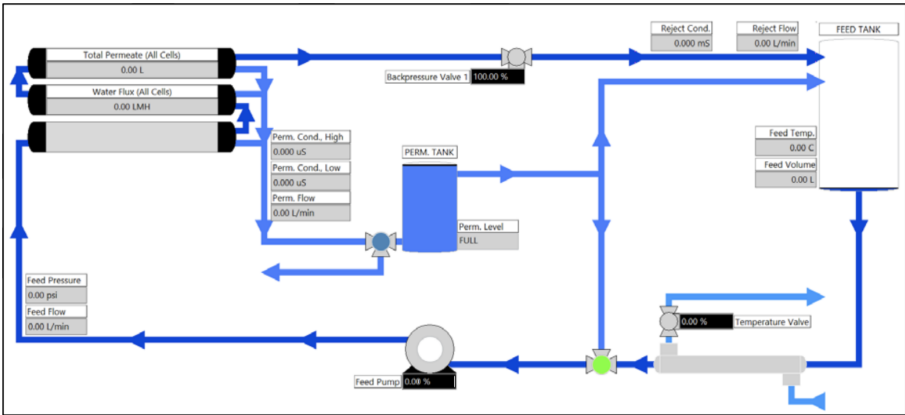 Total Permeate (All Cells)
0.00 L
Water Flux (All Cells)
0.00 LMH
Backpressure Valve 1
100.00 %
Reject Cond.
0.000 mS
Reject Flow
0.00 L/min
FEED TANK
Perm. Cond., High
0.000 uS
Perm. Cond., Low
0.000 uS
Perm. Flow
0.00 L/min
PERM. TANK
Perm. Level
FULL
Feed Temp.
0.00 C
Feed Volume
0.00 L
Feed Pressure
0.00 psi
Feed Flow
0.00 L/min
0.00 %
Temperature Valve
Feed Pump
0.00 %